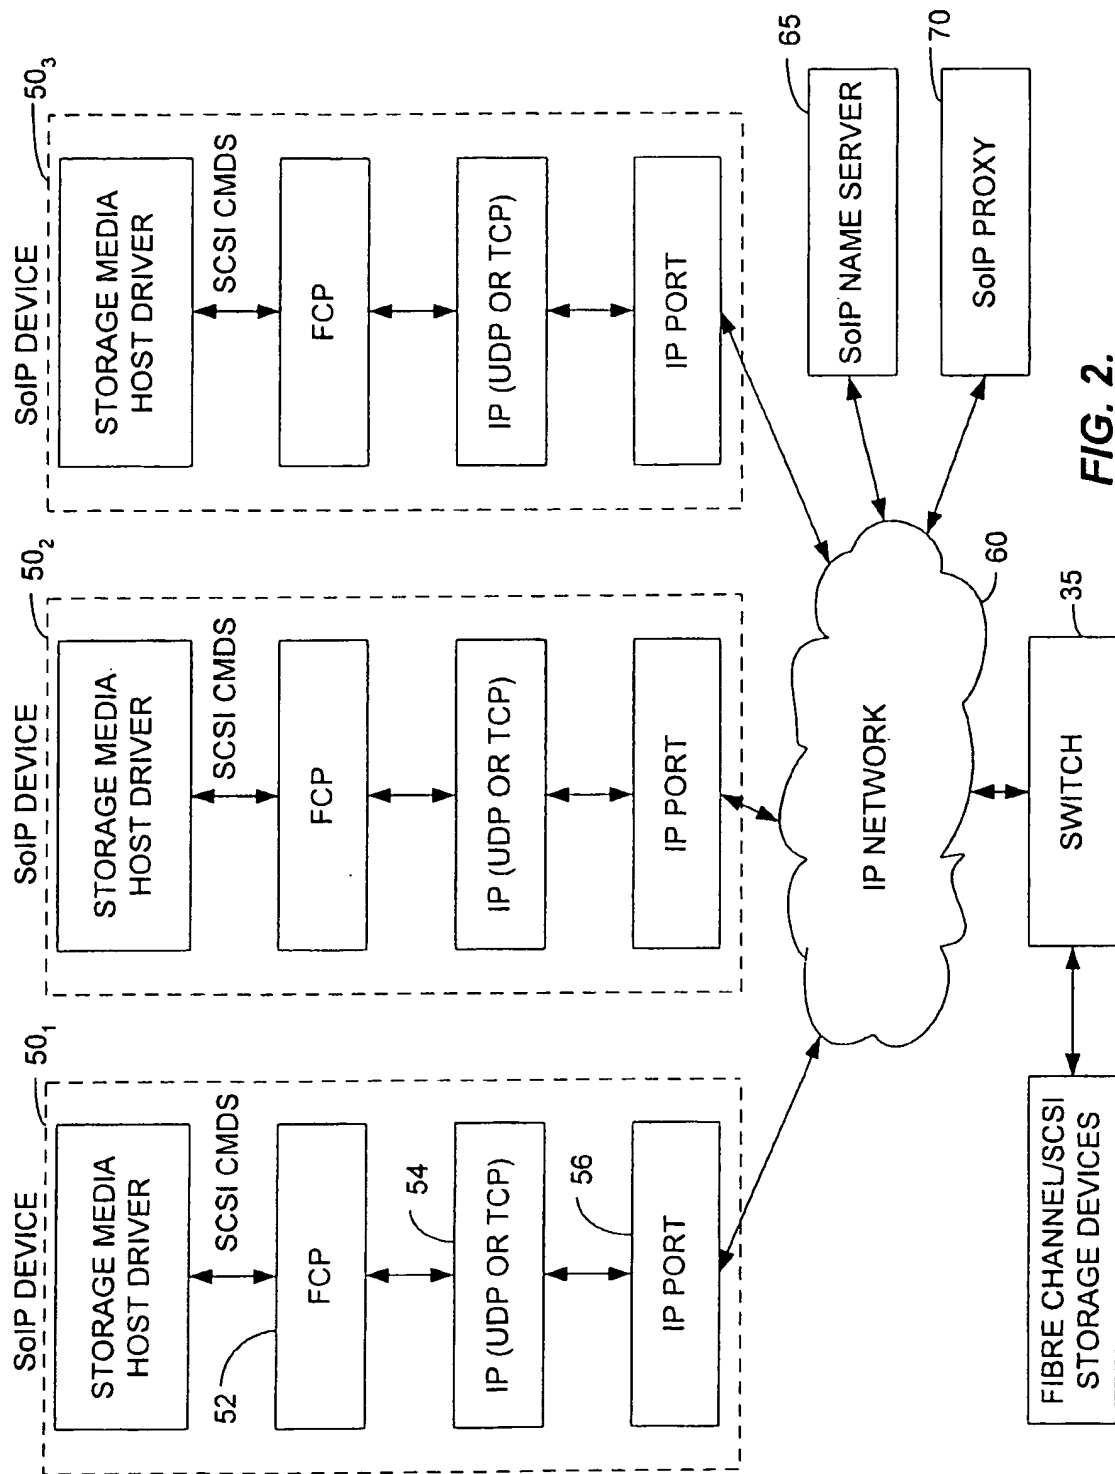 SoIP DEVICE
50₁
STORAGE MEDIA
HOST DRIVER
SCSI CMDS
52
FCP
54
IP (UDP OR TCP)
56
IP PORT
SoIP DEVICE
50₂
STORAGE MEDIA
HOST DRIVER
SCSI CMDS
FCP
IP (UDP OR TCP)
IP PORT
SoIP DEVICE
50₃
STORAGE MEDIA
HOST DRIVER
SCSI CMDS
FCP
IP (UDP OR TCP)
IP PORT
IP NETWORK
60
65
SoIP NAME SERVER
70
SoIP PROXY
35
SWITCH
FIBRE CHANNEL/SCSI
STORAGE DEVICES
FIG. 2.